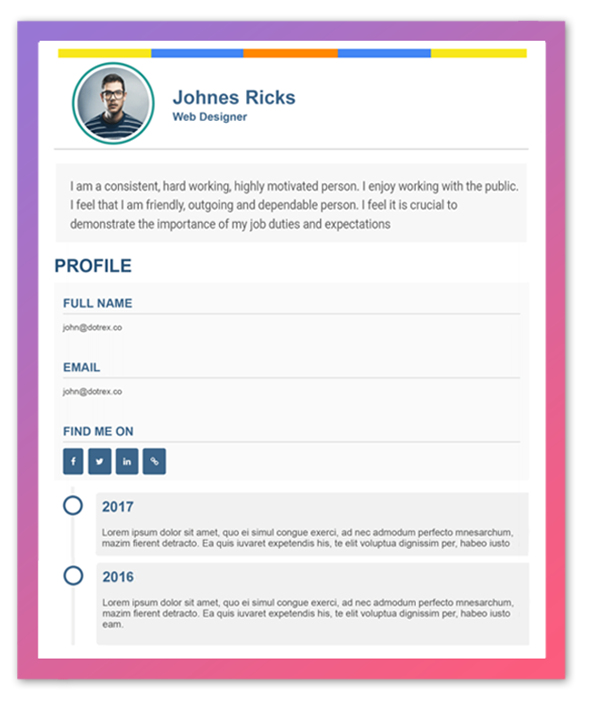 Johnes Ricks
Web Designer
I am a consistent, hard working, highly motivated person. I enjoy working with the public.
I feel that I am friendly, outgoing and dependable person. I feel it is crucial to
demonstrate the importance of my job duties and expectations
PROFILE
FULL NAME
john@dotrex.co
EMAIL
john@dotrex.co
FIND ME ON
2017
Lorem ipsum dolor sit amet, quo ei simul congue exerci, ad nec admodum perfecto mnesarchum,
mazim fierent detracto. Ea quis iuvaret expetendis his, te elit voluptua dignissim per, habeo iusto
2016
Lorem ipsum dolor sit amet, quo ei simul congue exerci, ad nec admodum perfecto mnesarchum,
mazim fierent detracto. Ea quis iuvaret expetendis his, te elit voluptua dignissim per, habeo iusto
eam.